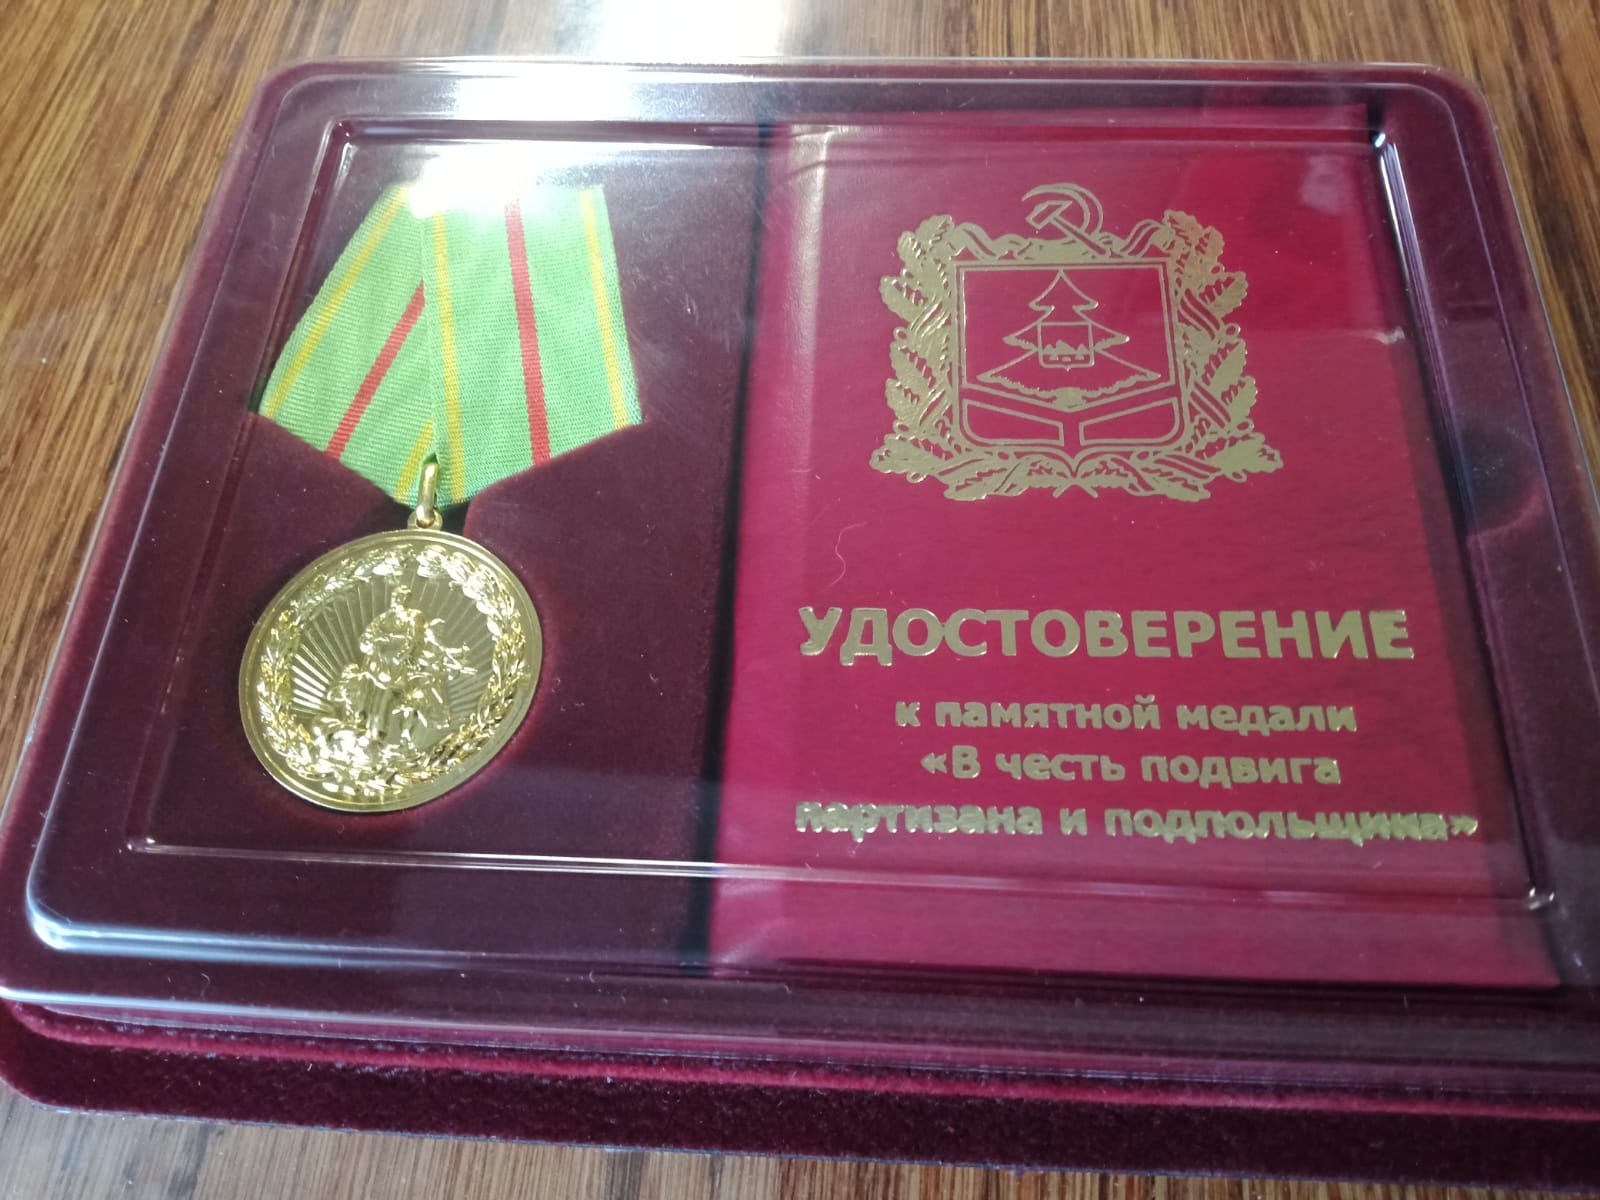 УДОСТОВЕРЕНИЕ
к памятной медали
«В честь подвига
партизана и подпольщика»